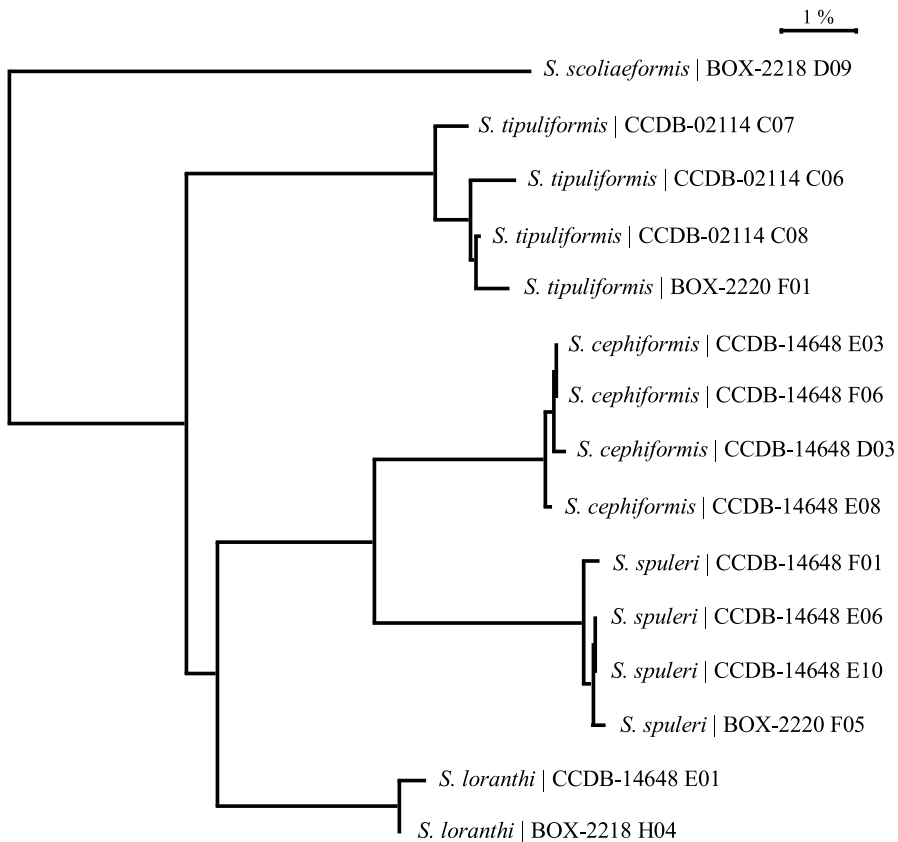 1 %
S. scoliaeformis | BOX-2218 D09
S. tipuliformis | CCDB-02114 C07
S. tipuliformis | CCDB-02114 C06
S. tipuliformis | CCDB-02114 C08
S. tipuliformis | BOX-2220 F01
S. cephiformis | CCDB-14648 E03
S. cephiformis | CCDB-14648 F06
S. cephiformis | CCDB-14648 D03
S. cephiformis | CCDB-14648 E08
S. spuleri | CCDB-14648 F01
S. spuleri | CCDB-14648 E06
S. spuleri | CCDB-14648 E10
S. spuleri | BOX-2220 F05
S. loranthi | CCDB-14648 E01
S. loranthi | BOX-2218 H04